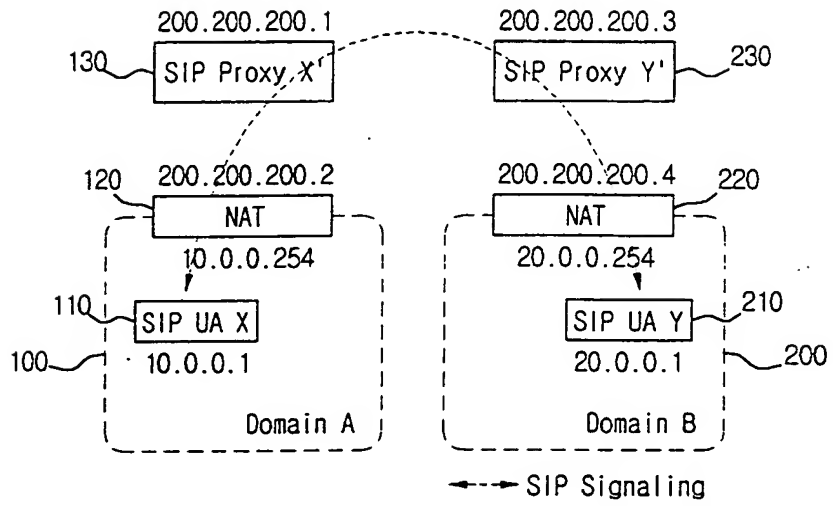 200.200.200.1 200.200.200.3
130 SIP Proxy X' SIP Proxy Y' 230
200.200.200.2 200.200.200.4
120 NAT NAT 220
10.0.0.254 20.0.0.254
110 SIP UA X SIP UA Y 210
100 10.0.0.1 20.0.0.1 200
Domain A Domain B
SIP Signaling